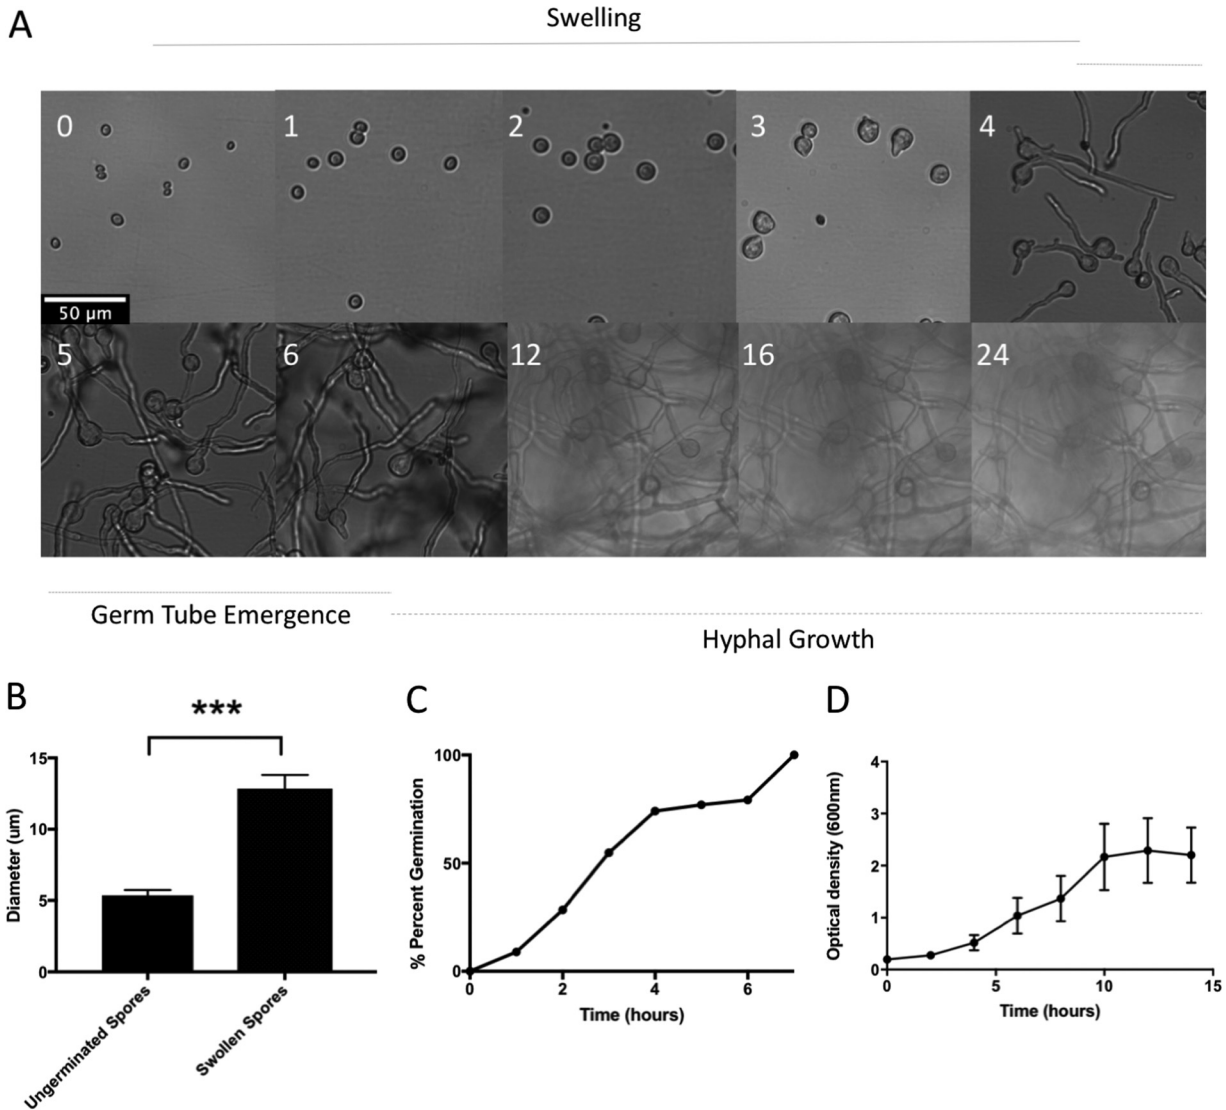 A
Swelling
0
1
2
3
4
50 µm
5
6
12
16
24
Germ Tube Emergence
Hyphal Growth
B
***
15
10
5
0
Diameter (um)
Ungerminated Spores
Swollen Spores
C
100
50
0
% Percent Germination
0 2 4 6
Time (hours)
D
4
3
2
1
0
Optical density (600nm)
0 5 10 15
Time (hours)